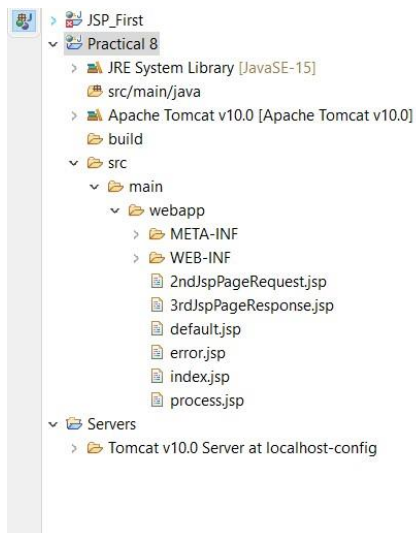 JSP_First
Practical 8
JRE System Library [JavaSE-15]
src/main/java
Apache Tomcat v10.0 [Apache Tomcat v10.0]
build
src
main
webapp
META-INF
WEB-INF
2ndJspPageRequest.jsp
3rdJspPageResponse.jsp
default.jsp
error.jsp
index.jsp
process.jsp
Servers
Tomcat v10.0 Server at localhost-config